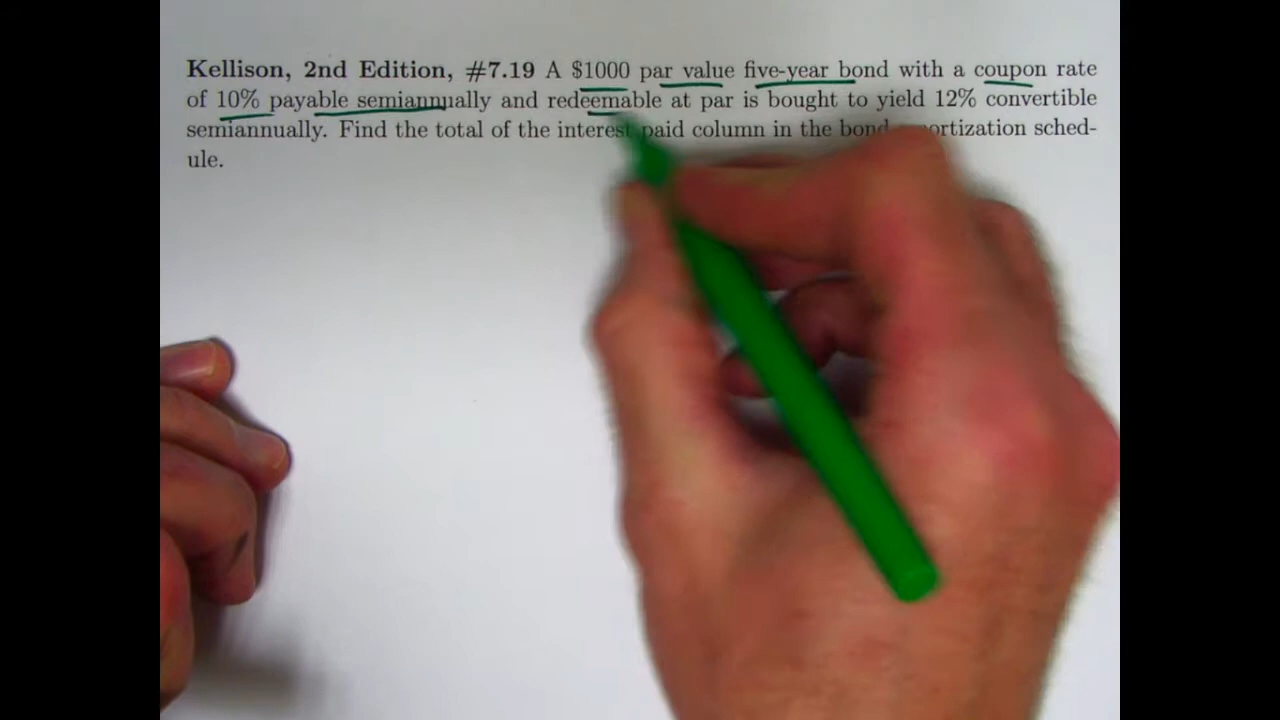 Kellison, 2nd Edition, #7.19 A $1000 par value five-year bond with a coupon rate
of 10% payable semiannually and redeemable at par is bought to yield 12% convertible
semiannually. Find the total of the interest paid column in the bond sched-
ule.